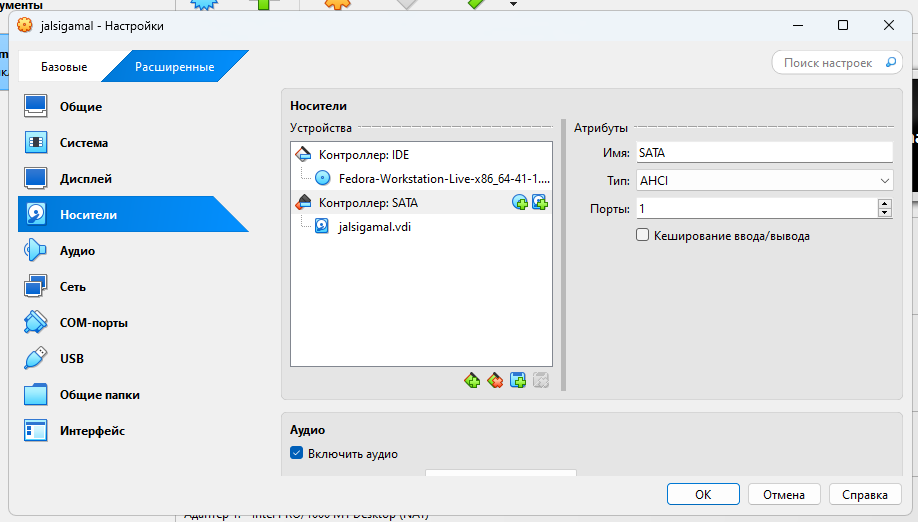 ументы
jalsigamal - Настройки
Базовые
Расширенные
Поиск настроек
Общие
Система
Дисплей
Носители
Аудио
Сеть
COM-порты
USB
Общие папки
Интерфейс
Носители
Устройства
Контроллер: IDE
Fedora-Workstation-Live-x86_64-41-1....
Контроллер: SATA
jalsigamal.vdi
Атрибуты
Имя: SATA
Тип: AHCI
Порты: 1
Кеширование ввода/вывода
Аудио
Включить аудио
OK
Отмена
Справка